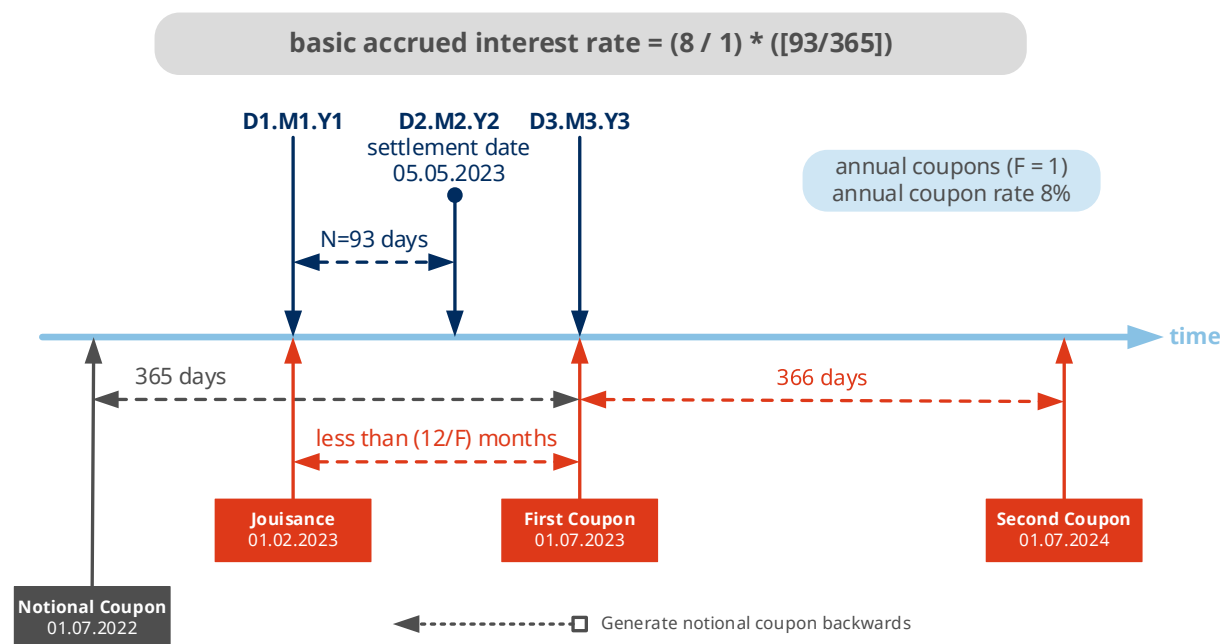 basic accrued interest rate = (8 / 1) * ([93/365])
D1.M1.Y1
D2.M2.Y2
D3.M3.Y3
settlement date
05.05.2023
annual coupons (F = 1)
annual coupon rate 8%
N=93 days
time
365 days
366 days
less than (12/F) months
Jouisance
01.02.2023
First Coupon
01.07.2023
Second Coupon
01.07.2024
Notional Coupon
01.07.2022
Generate notional coupon backwards